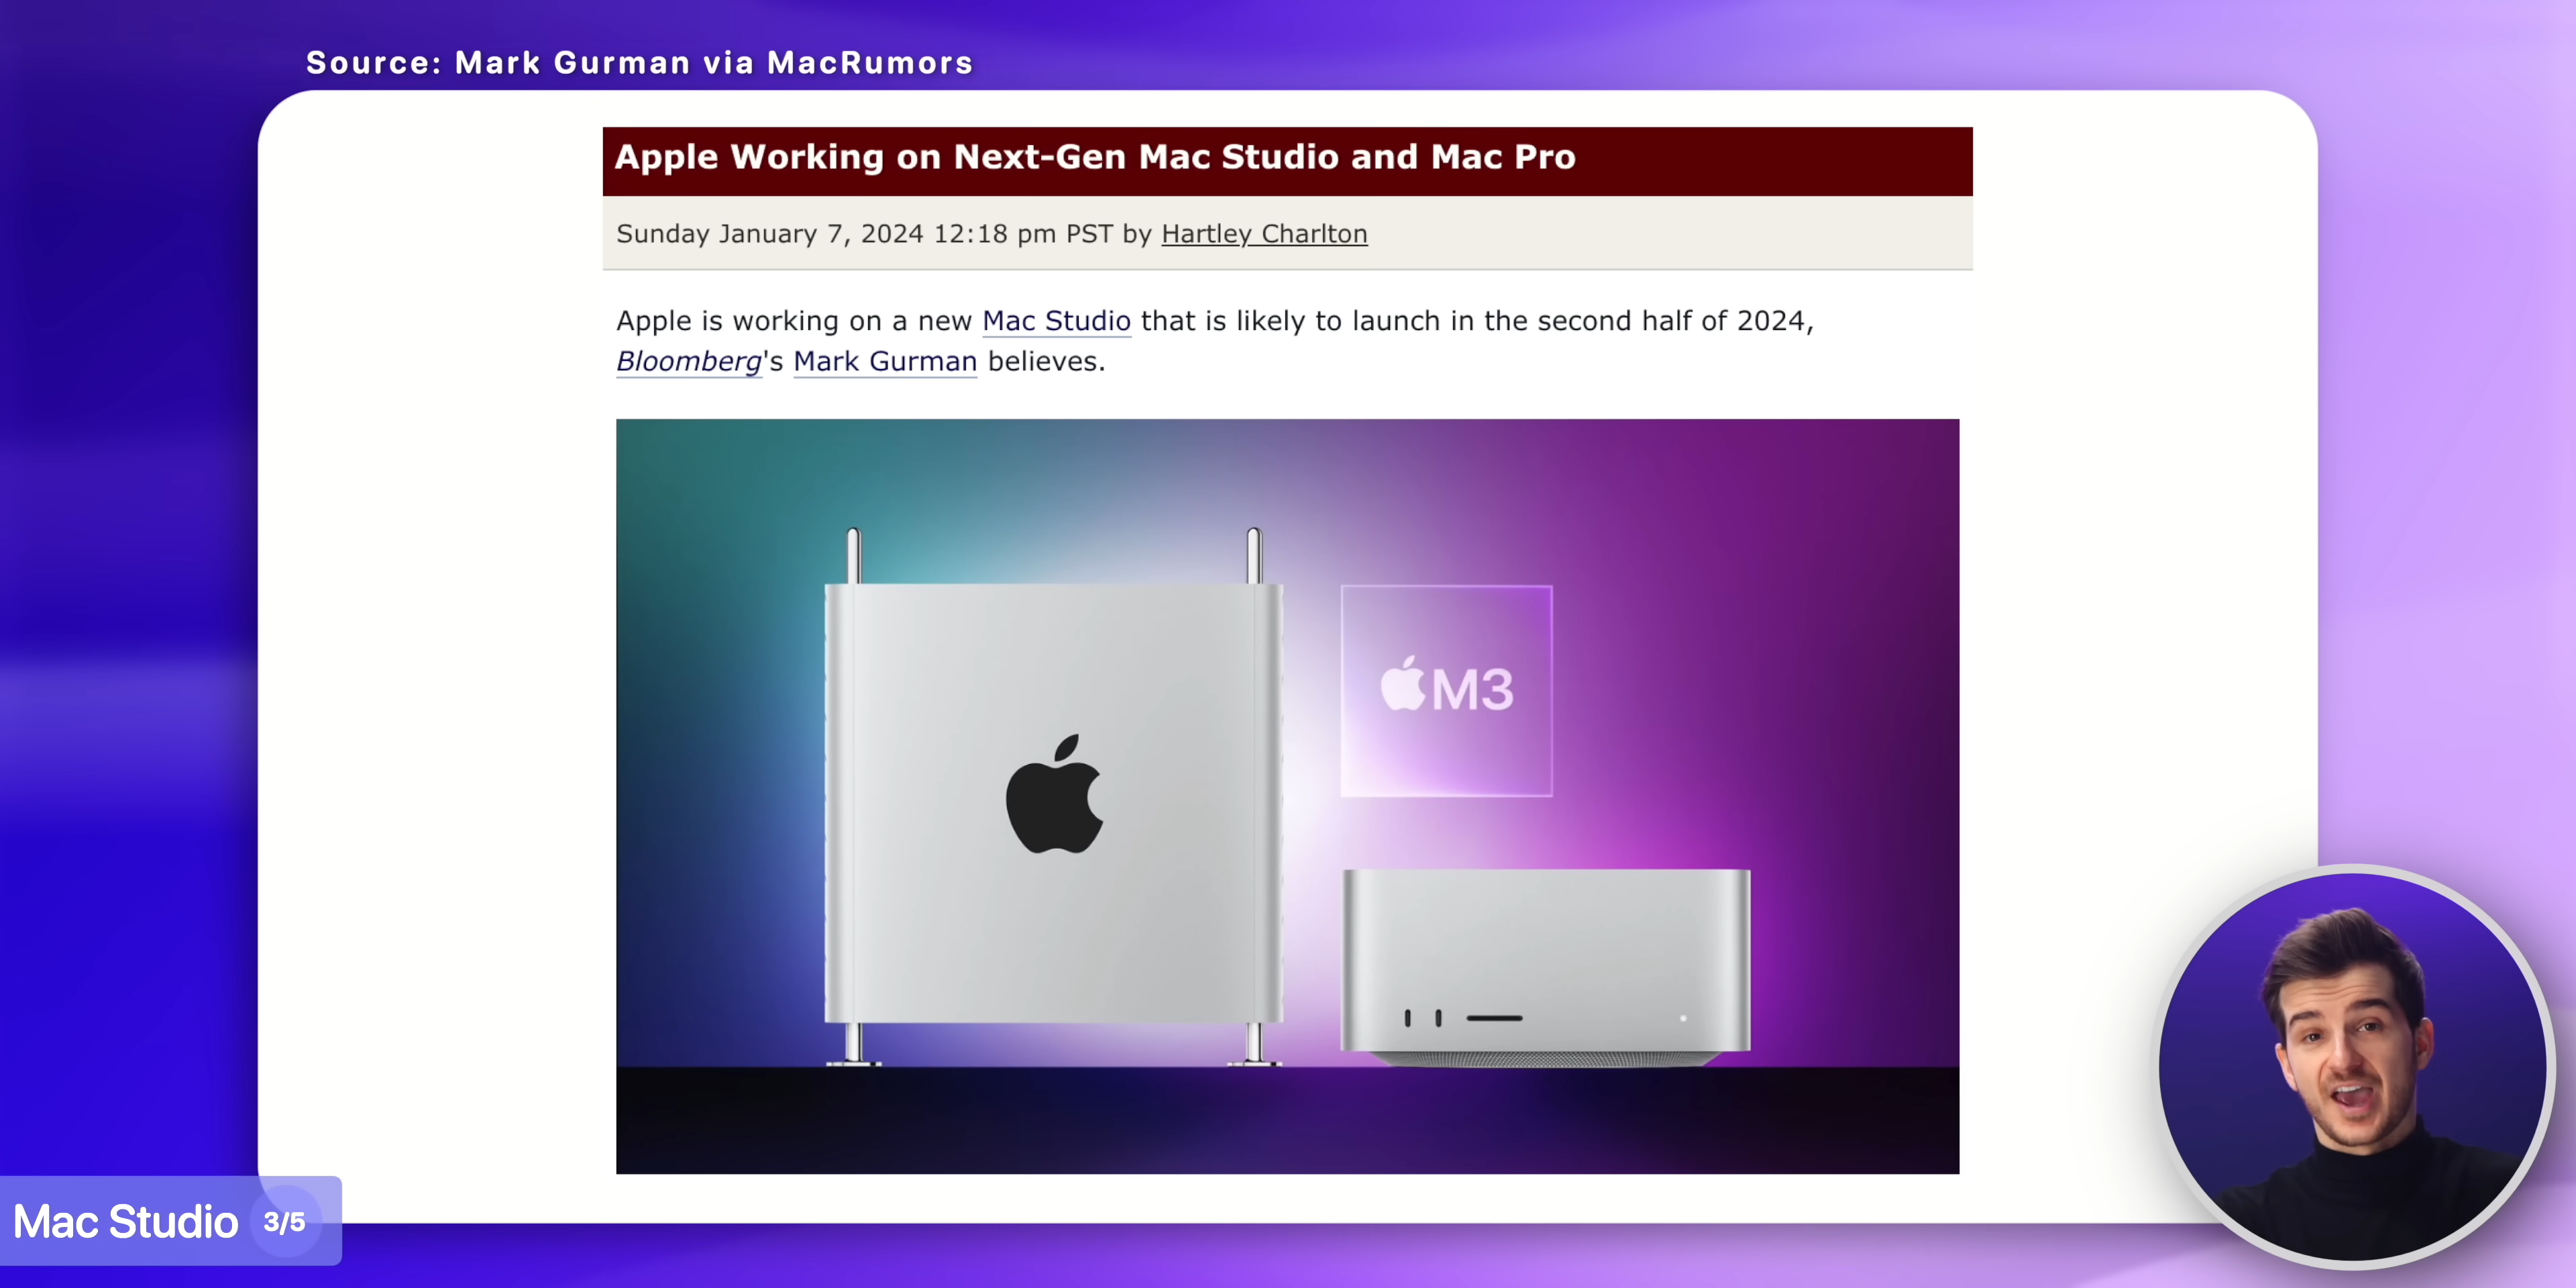 Source: Mark Gurman via MacRumors
Apple Working on Next-Gen Mac Studio and Mac Pro
Sunday January 7, 2024 12:18 pm PST by Hartley Charlton
Apple is working on a new Mac Studio that is likely to launch in the second half of 2024,
Bloomberg's Mark Gurman believes.
M3
Mac Studio 3/5